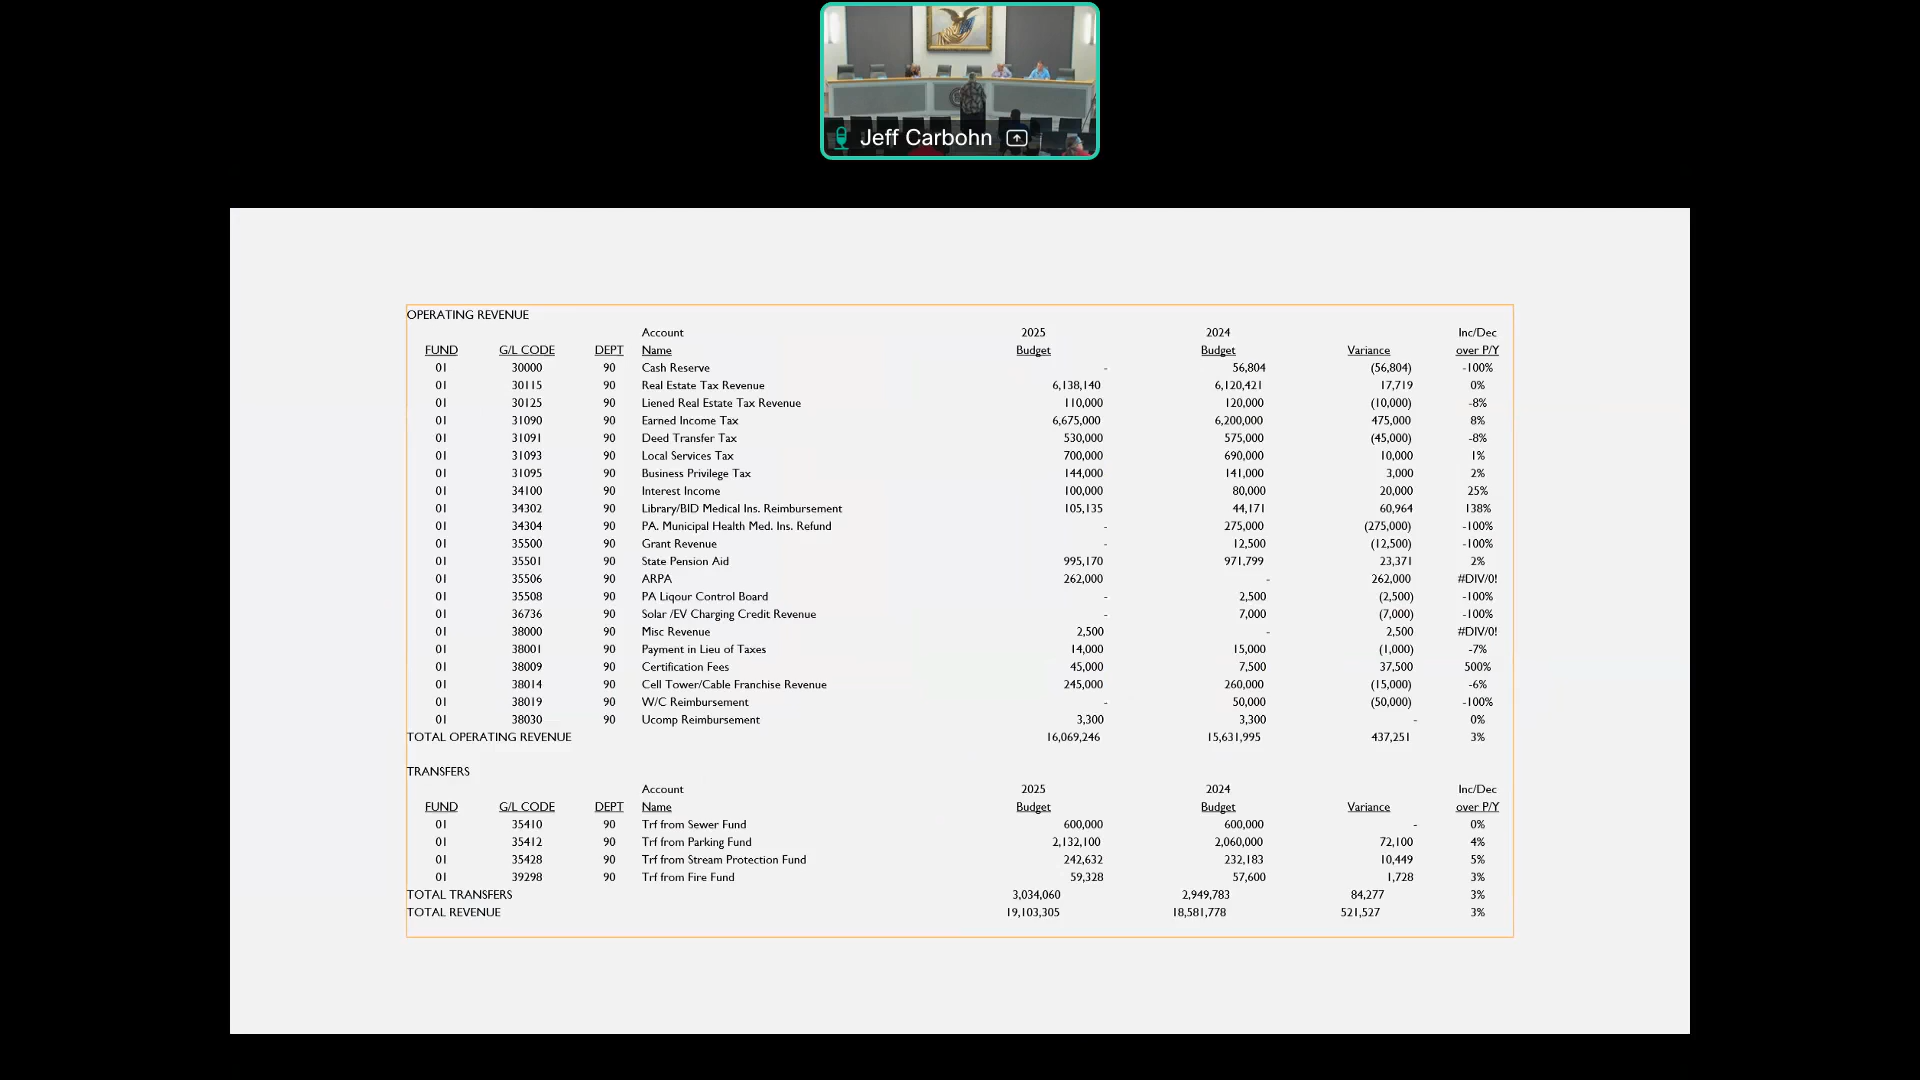 Jeff Carbohn
OPERATING REVENUE
Account 2025 2024 Inc/Dec
FUND G/L CODE DEPT Name Budget Budget Variance over P/Y
01 30000 90 Cash Reserve - 56,804 (56,804) -100%
01 30115 90 Real Estate Tax Revenue 6,138,140 6,120,421 17,719 0%
01 30125 90 Liened Real Estate Tax Revenue 110,000 120,000 (10,000) -8%
01 31090 90 Earned Income Tax 6,675,000 6,200,000 475,000 8%
01 31091 90 Deed Transfer Tax 530,000 575,000 (45,000) -8%
01 31093 90 Local Services Tax 700,000 690,000 10,000 1%
01 31095 90 Business Privilege Tax 144,000 141,000 3,000 2%
01 34100 90 Interest Income 100,000 80,000 20,000 25%
01 34302 90 Library/BID Medical Ins. Reimbursement 105,135 44,171 60,964 138%
01 34304 90 PA. Municipal Health Med. Ins. Refund - 275,000 (275,000) -100%
01 35500 90 Grant Revenue - 12,500 (12,500) -100%
01 35501 90 State Pension Aid 995,170 971,799 23,371 2%
01 35506 90 ARPA 262,000 - 262,000 #DIV/0!
01 35508 90 PA Liqour Control Board - 2,500 (2,500) -100%
01 36736 90 Solar /EV Charging Credit Revenue - 7,000 (7,000) -100%
01 38000 90 Misc Revenue 2,500 - 2,500 #DIV/0!
01 38001 90 Payment in Lieu of Taxes 14,000 15,000 (1,000) -7%
01 38009 90 Certification Fees 45,000 7,500 37,500 500%
01 38014 90 Cell Tower/Cable Franchise Revenue 245,000 260,000 (15,000) -6%
01 38019 90 W/C Reimbursement - 50,000 (50,000) -100%
01 38030 90 Ucomp Reimbursement 3,300 3,300 - 0%
TOTAL OPERATING REVENUE 16,069,246 15,631,995 437,251 3%
TRANSFERS
Account 2025 2024 Inc/Dec
FUND G/L CODE DEPT Name Budget Budget Variance over P/Y
01 35410 90 Trf from Sewer Fund 600,000 600,000 - 0%
01 35412 90 Trf from Parking Fund 2,132,100 2,060,000 72,100 4%
01 35428 90 Trf from Stream Protection Fund 242,632 232,183 10,449 5%
01 39298 90 Trf from Fire Fund 59,328 57,600 1,728 3%
TOTAL TRANSFERS 3,034,060 2,949,783 84,277 3%
TOTAL REVENUE 19,103,305 18,581,778 521,527 3%